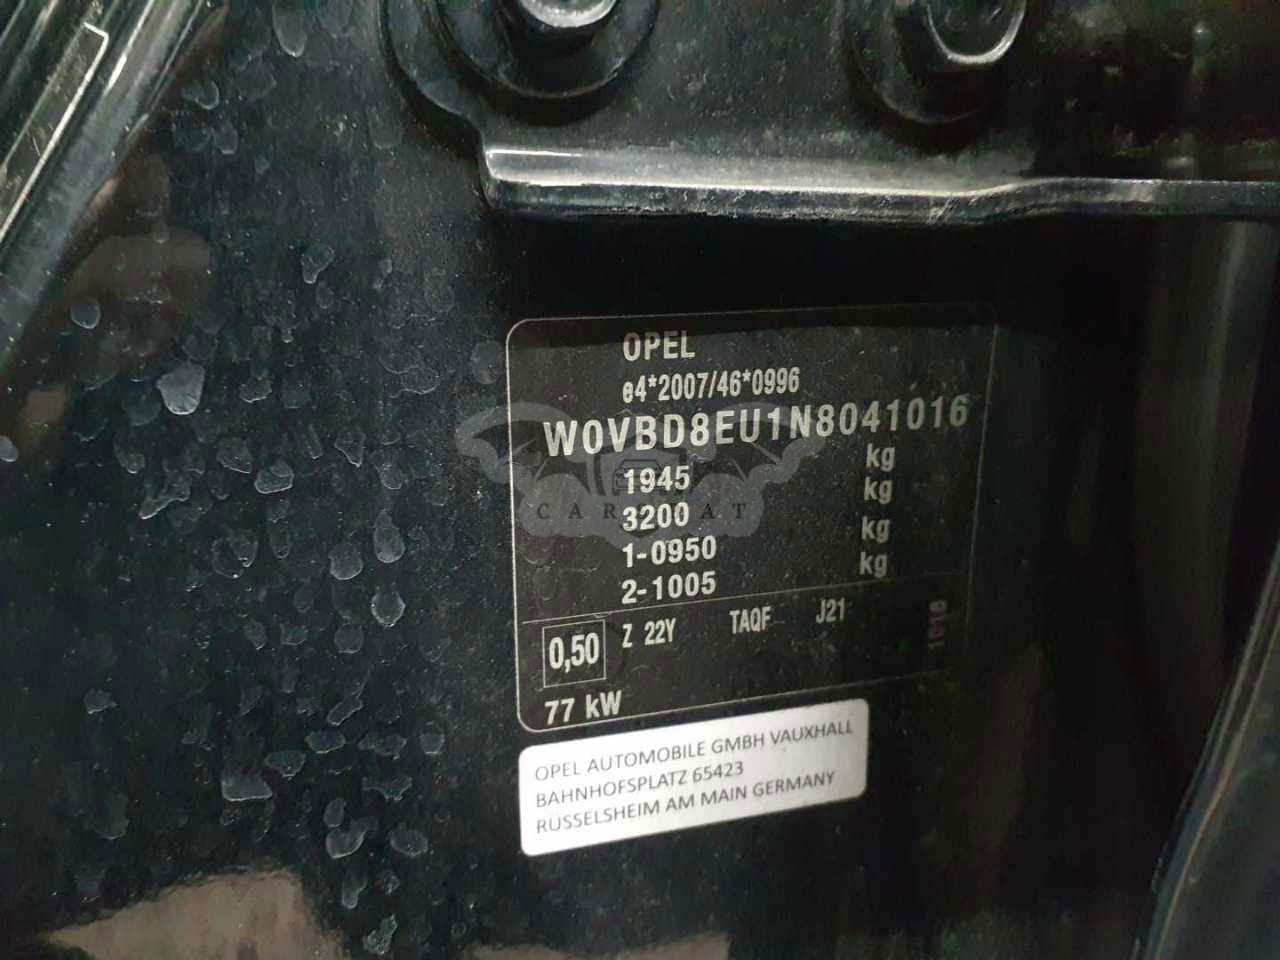 OPEL
e4*2007/46*0996
W0VBD8EU1N8041016
1945 kg
3200 kg
1-0950 kg
2-1005 kg
0,50 Z 22Y TAQF J21
77 kW
OPEL AUTOMOBILE GMBH VAUXHALL
BAHNHOFSPLATZ 65423
RUSSELSHEIM AM MAIN GERMANY